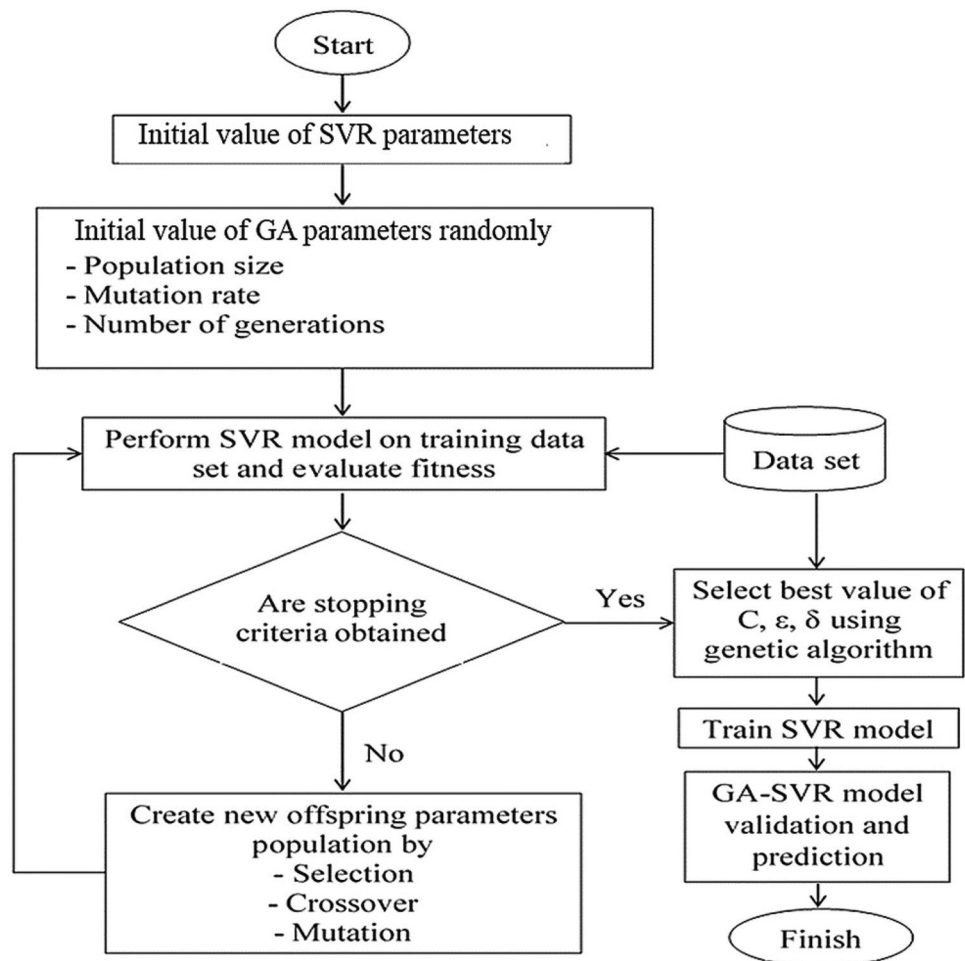 Start
Initial value of SVR parameters
Initial value of GA parameters randomly
- Population size
- Mutation rate
- Number of generations
Perform SVR model on training data
set and evaluate fitness
Data set
Are stopping
criteria obtained
Yes
Select best value of
C, ε, δ using
genetic algorithm
No
Train SVR model
Create new offspring parameters
population by
- Selection
- Crossover
- Mutation
GA-SVR model
validation and
prediction
Finish